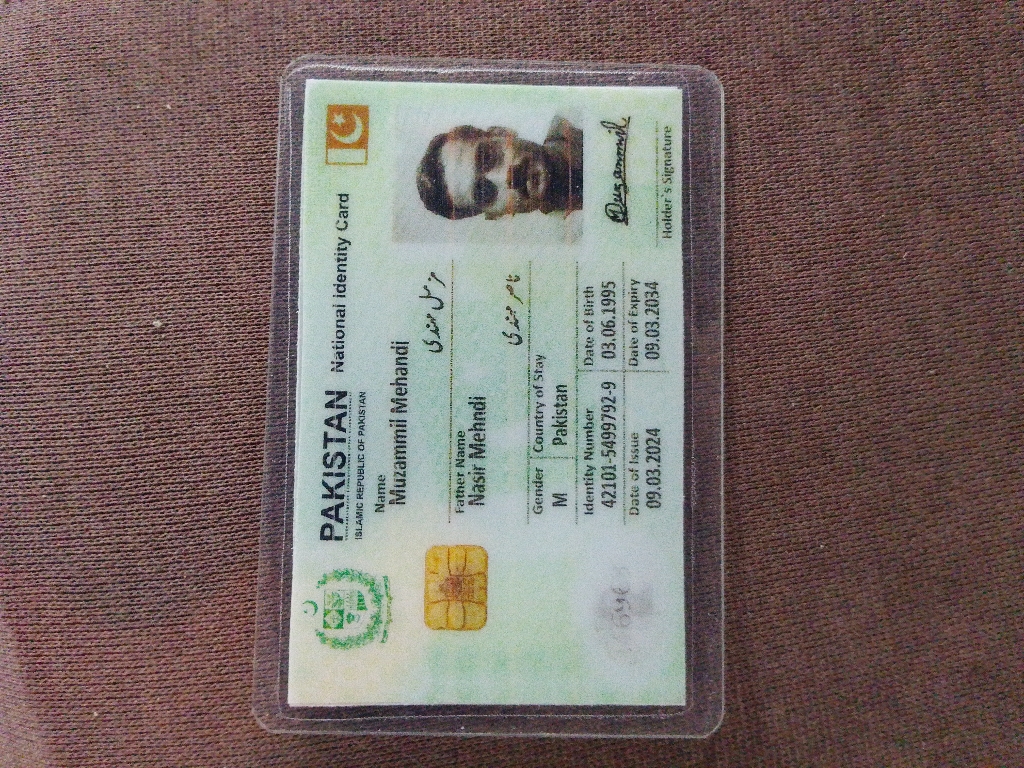 PAKISTAN National Identity Card
ISLAMIC REPUBLIC OF PAKISTAN
Name
Muzammil Mehandi
مزمل مہندی
Father Name
Nasir Mehndi
ناصر مہندی
Gender Country of Stay
M Pakistan
Identity Number Date of Birth
42101-5499792-9 03.06.1995
Date of Issue Date of Expiry
09.03.2024 09.03.2034
Muzammil
Holder's Signature